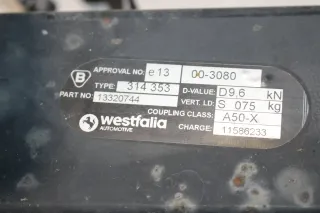 B APPROVAL NO: e13 00-3080
TYPE: 314 353 D-VALUE: D9,6 kN
PART NO: 13320744 VERT. LD: S 075 kg
COUPLING CLASS: A50-X
westfalia CHARGE: 11586233
AUTOMOTIVE